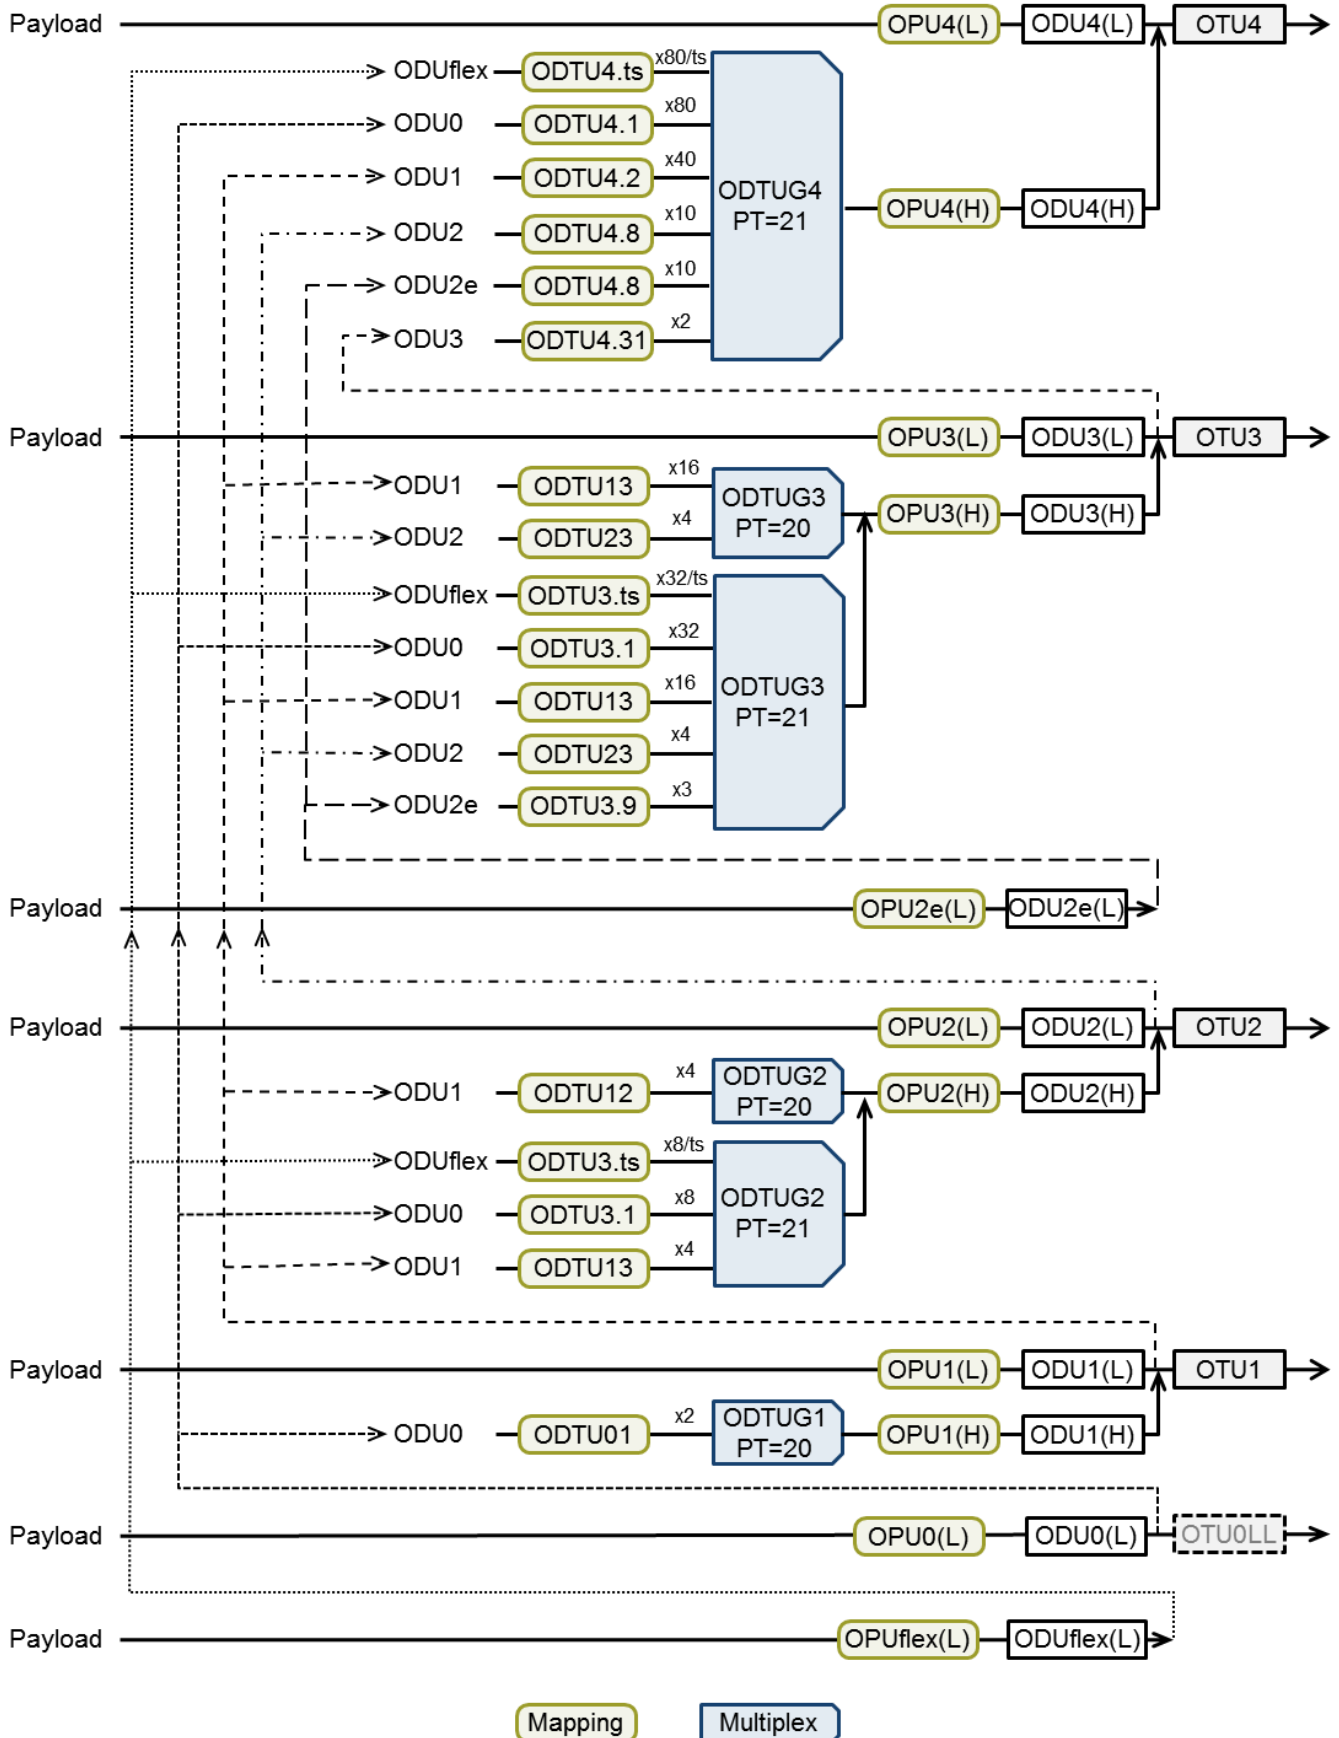 Payload OPU4(L) ODU4(L) OTU4
ODUflex ODTU4.ts x80/ts
ODU0 ODTU4.1 x80
ODU1 ODTU4.2 x40
ODTUG4
PT=21
OPU4(H) ODU4(H)
ODU2 ODTU4.8 x10
ODU2e ODTU4.8 x10
ODU3 ODTU4.31 x2
Payload OPU3(L) ODU3(L) OTU3
ODU1 ODTU13 x16
ODTUG3
PT=20
OPU3(H) ODU3(H)
ODU2 ODTU23 x4
ODUflex ODTU3.ts x32/ts
ODU0 ODTU3.1 x32
ODU1 ODTU13 x16
ODTUG3
PT=21
ODU2 ODTU23 x4
ODU2e ODTU3.9 x3
Payload OPU2e(L) ODU2e(L)
Payload OPU2(L) ODU2(L) OTU2
ODU1 ODTU12 x4
ODTUG2
PT=20
OPU2(H) ODU2(H)
ODUflex ODTU3.ts x8/ts
ODU0 ODTU3.1 x8
ODTUG2
PT=21
ODU1 ODTU13 x4
Payload OPU1(L) ODU1(L) OTU1
ODU0 ODTU01 x2
ODTUG1
PT=20
OPU1(H) ODU1(H)
Payload OPU0(L) ODU0(L) OTU0LL
Payload OPUflex(L) ODUflex(L)
Mapping Multiplex